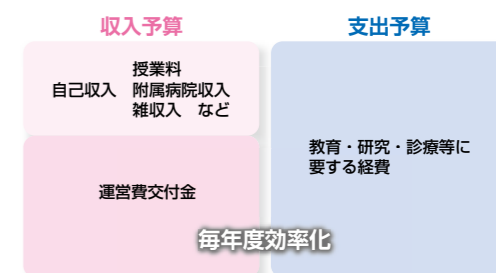 収入予算
支出予算
授業料
自己収入 附属病院収入
雑収入 など
運営費交付金
教育・研究・診療等に
要する経費
毎年度効率化